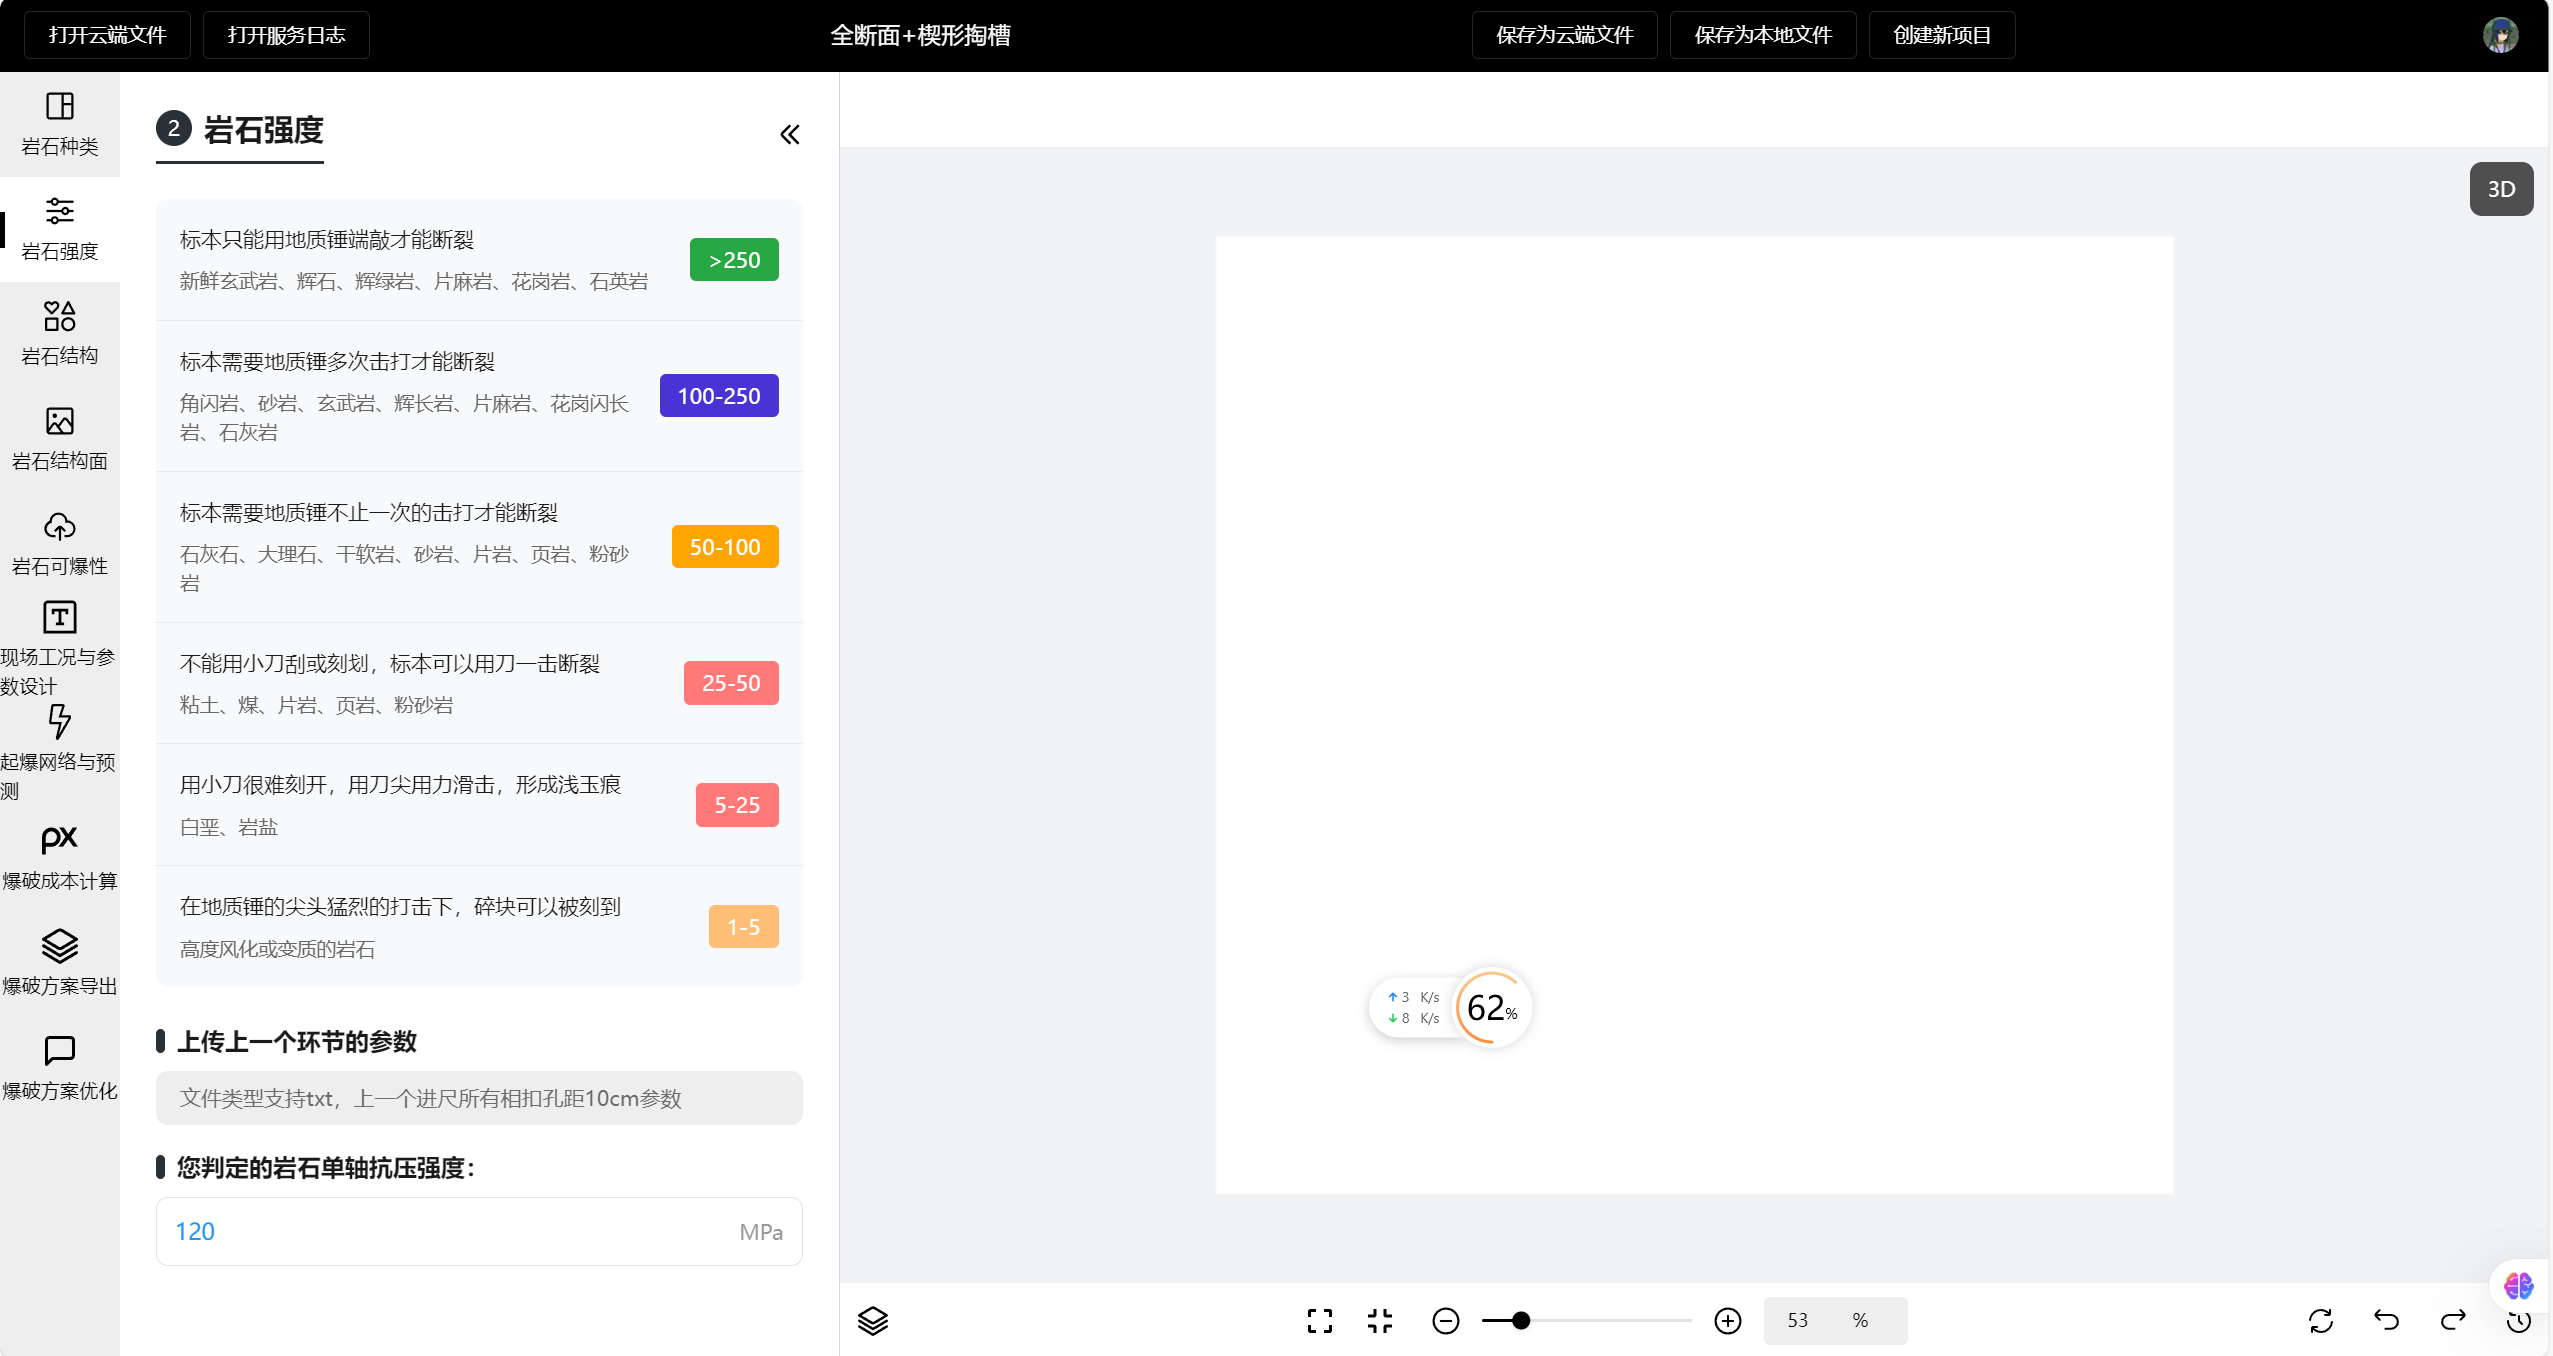 打开云端文件
打开服务日志
全断面+楔形掏槽
保存为云端文件
保存为本地文件
创建新项目
岩石种类
岩石强度
岩石结构
岩石结构面
岩石可爆性
现场工况与参
数设计
起爆网络与预
测
ρX
爆破成本计算
爆破方案导出
爆破方案优化
2 岩石强度
标本只能用地质锤端敲才能断裂
新鲜玄武岩、辉石、辉绿岩、片麻岩、花岗岩、石英岩
>250
标本需要地质锤多次击打才能断裂
角闪岩、砂岩、玄武岩、辉长岩、片麻岩、花岗闪长
岩、石灰岩
100-250
标本需要地质锤不止一次的击打才能断裂
石灰石、大理石、干软岩、砂岩、片岩、页岩、粉砂
岩
50-100
不能用小刀刮或刻划，标本可以用刀一击断裂
粘土、煤、片岩、页岩、粉砂岩
25-50
用小刀很难刻开，用刀尖用力滑击，形成浅玉痕
白垩、岩盐
5-25
在地质锤的尖头猛烈的打击下，碎块可以被刻到
高度风化或变质的岩石
1-5
上传上一个环节的参数
文件类型支持txt，上一个进尺所有相扣孔距10cm参数
您判定的岩石单轴抗压强度：
120 MPa
3D
↑ 3 K/s
↓ 8 K/s
62%
53 %